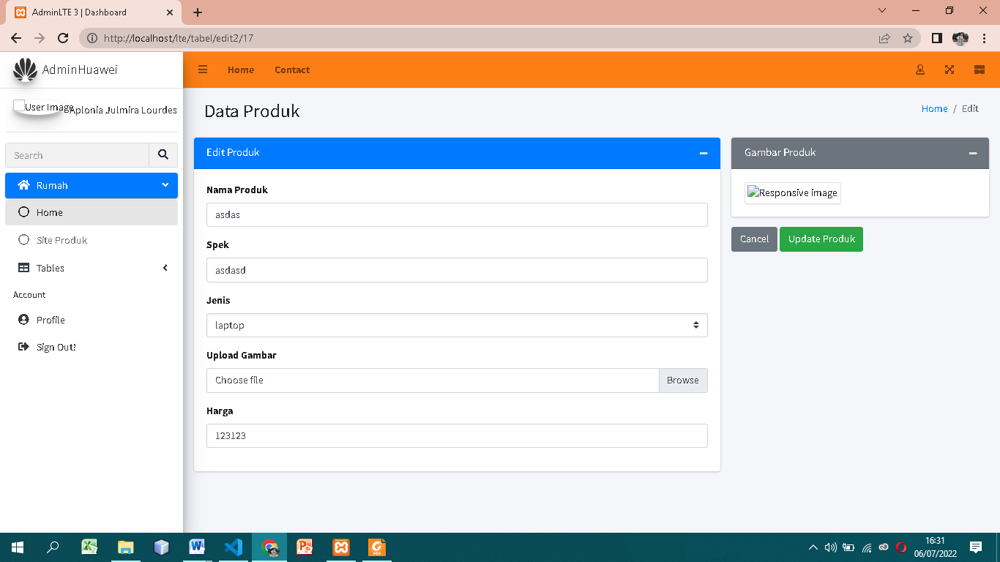 AdminLTE 3 | Dashboard
http://localhost/lte/tabel/edit2/17
AdminHuawei
Home
Contact
User Image
Aplonia Julmira Lourdes
Data Produk
Home / Edit
Search
Rumah
Home
Site Produk
Tables
Account
Profile
Sign Out?
Edit Produk
Nama Produk
asdas
Spek
asdasd
Jenis
laptop
Upload Gambar
Choose file
Browse
Harga
123123
Gambar Produk
Responsive image
Cancel
Update Produk
16:31
06/07/2022